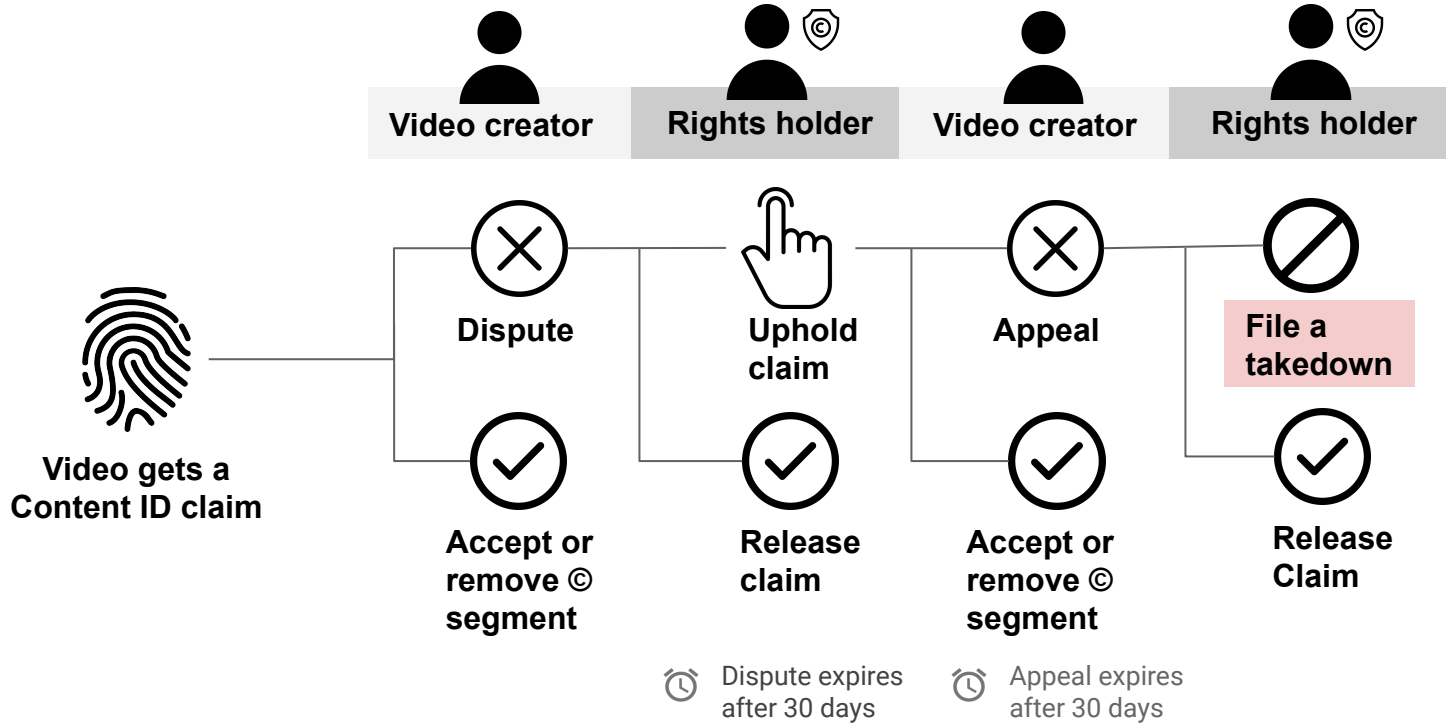 Video creator
Rights holder
Video creator
Rights holder
Video gets a
Content ID claim
Dispute
Uphold
claim
Appeal
File a
takedown
Accept or
remove ©
segment
Release
claim
Accept or
remove ©
segment
Release
Claim
Dispute expires
after 30 days
Appeal expires
after 30 days